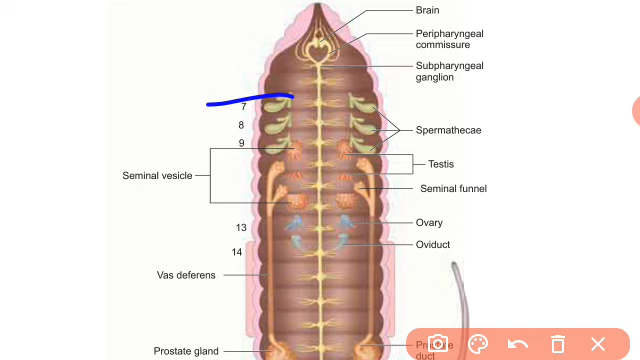 Brain
Peripharyngeal
commissure
Subpharyngeal
ganglion
7
8
Spermathecae
9
Testis
Seminal vesicle
Seminal funnel
Ovary
13
Oviduct
14
Vas deferens
Prostate gland
duct